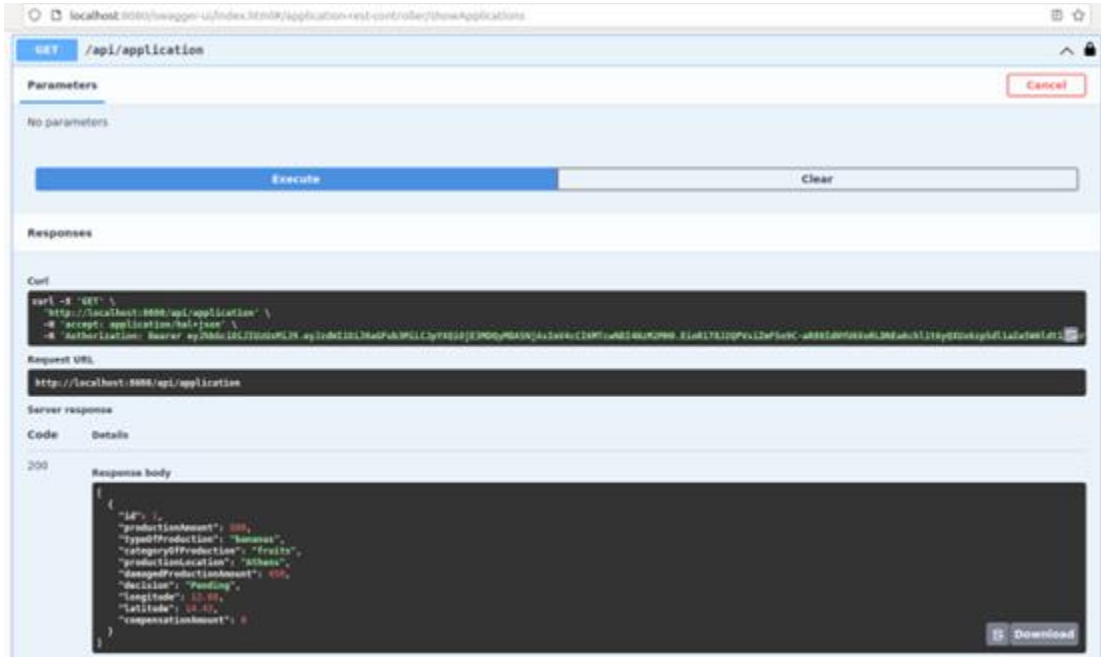 localhost:8080/swagger-ui/index.html#/application-rest-controller/showApplications
GET /api/application
Parameters
Cancel
No parameters
Execute
Clear
Responses
Curl
curl -X 'GET' \
'http://localhost:8080/api/application' \
-H 'accept: application/hal+json' \
-H 'Authorization: Bearer
Request URL
http://localhost:8080/api/application
Server response
Code Details
200
Response body
[
{
"id": 1,
"productionAmount":
"typeOfProduction": "bananas",
"categoryOfProduction": "fruits",
"productionLocation": "Athens",
"damagedProductionAmount": 450,
"decision": "Pending",
"longitude":
"latitude":
"compensationAmount": 0
}
]
Download